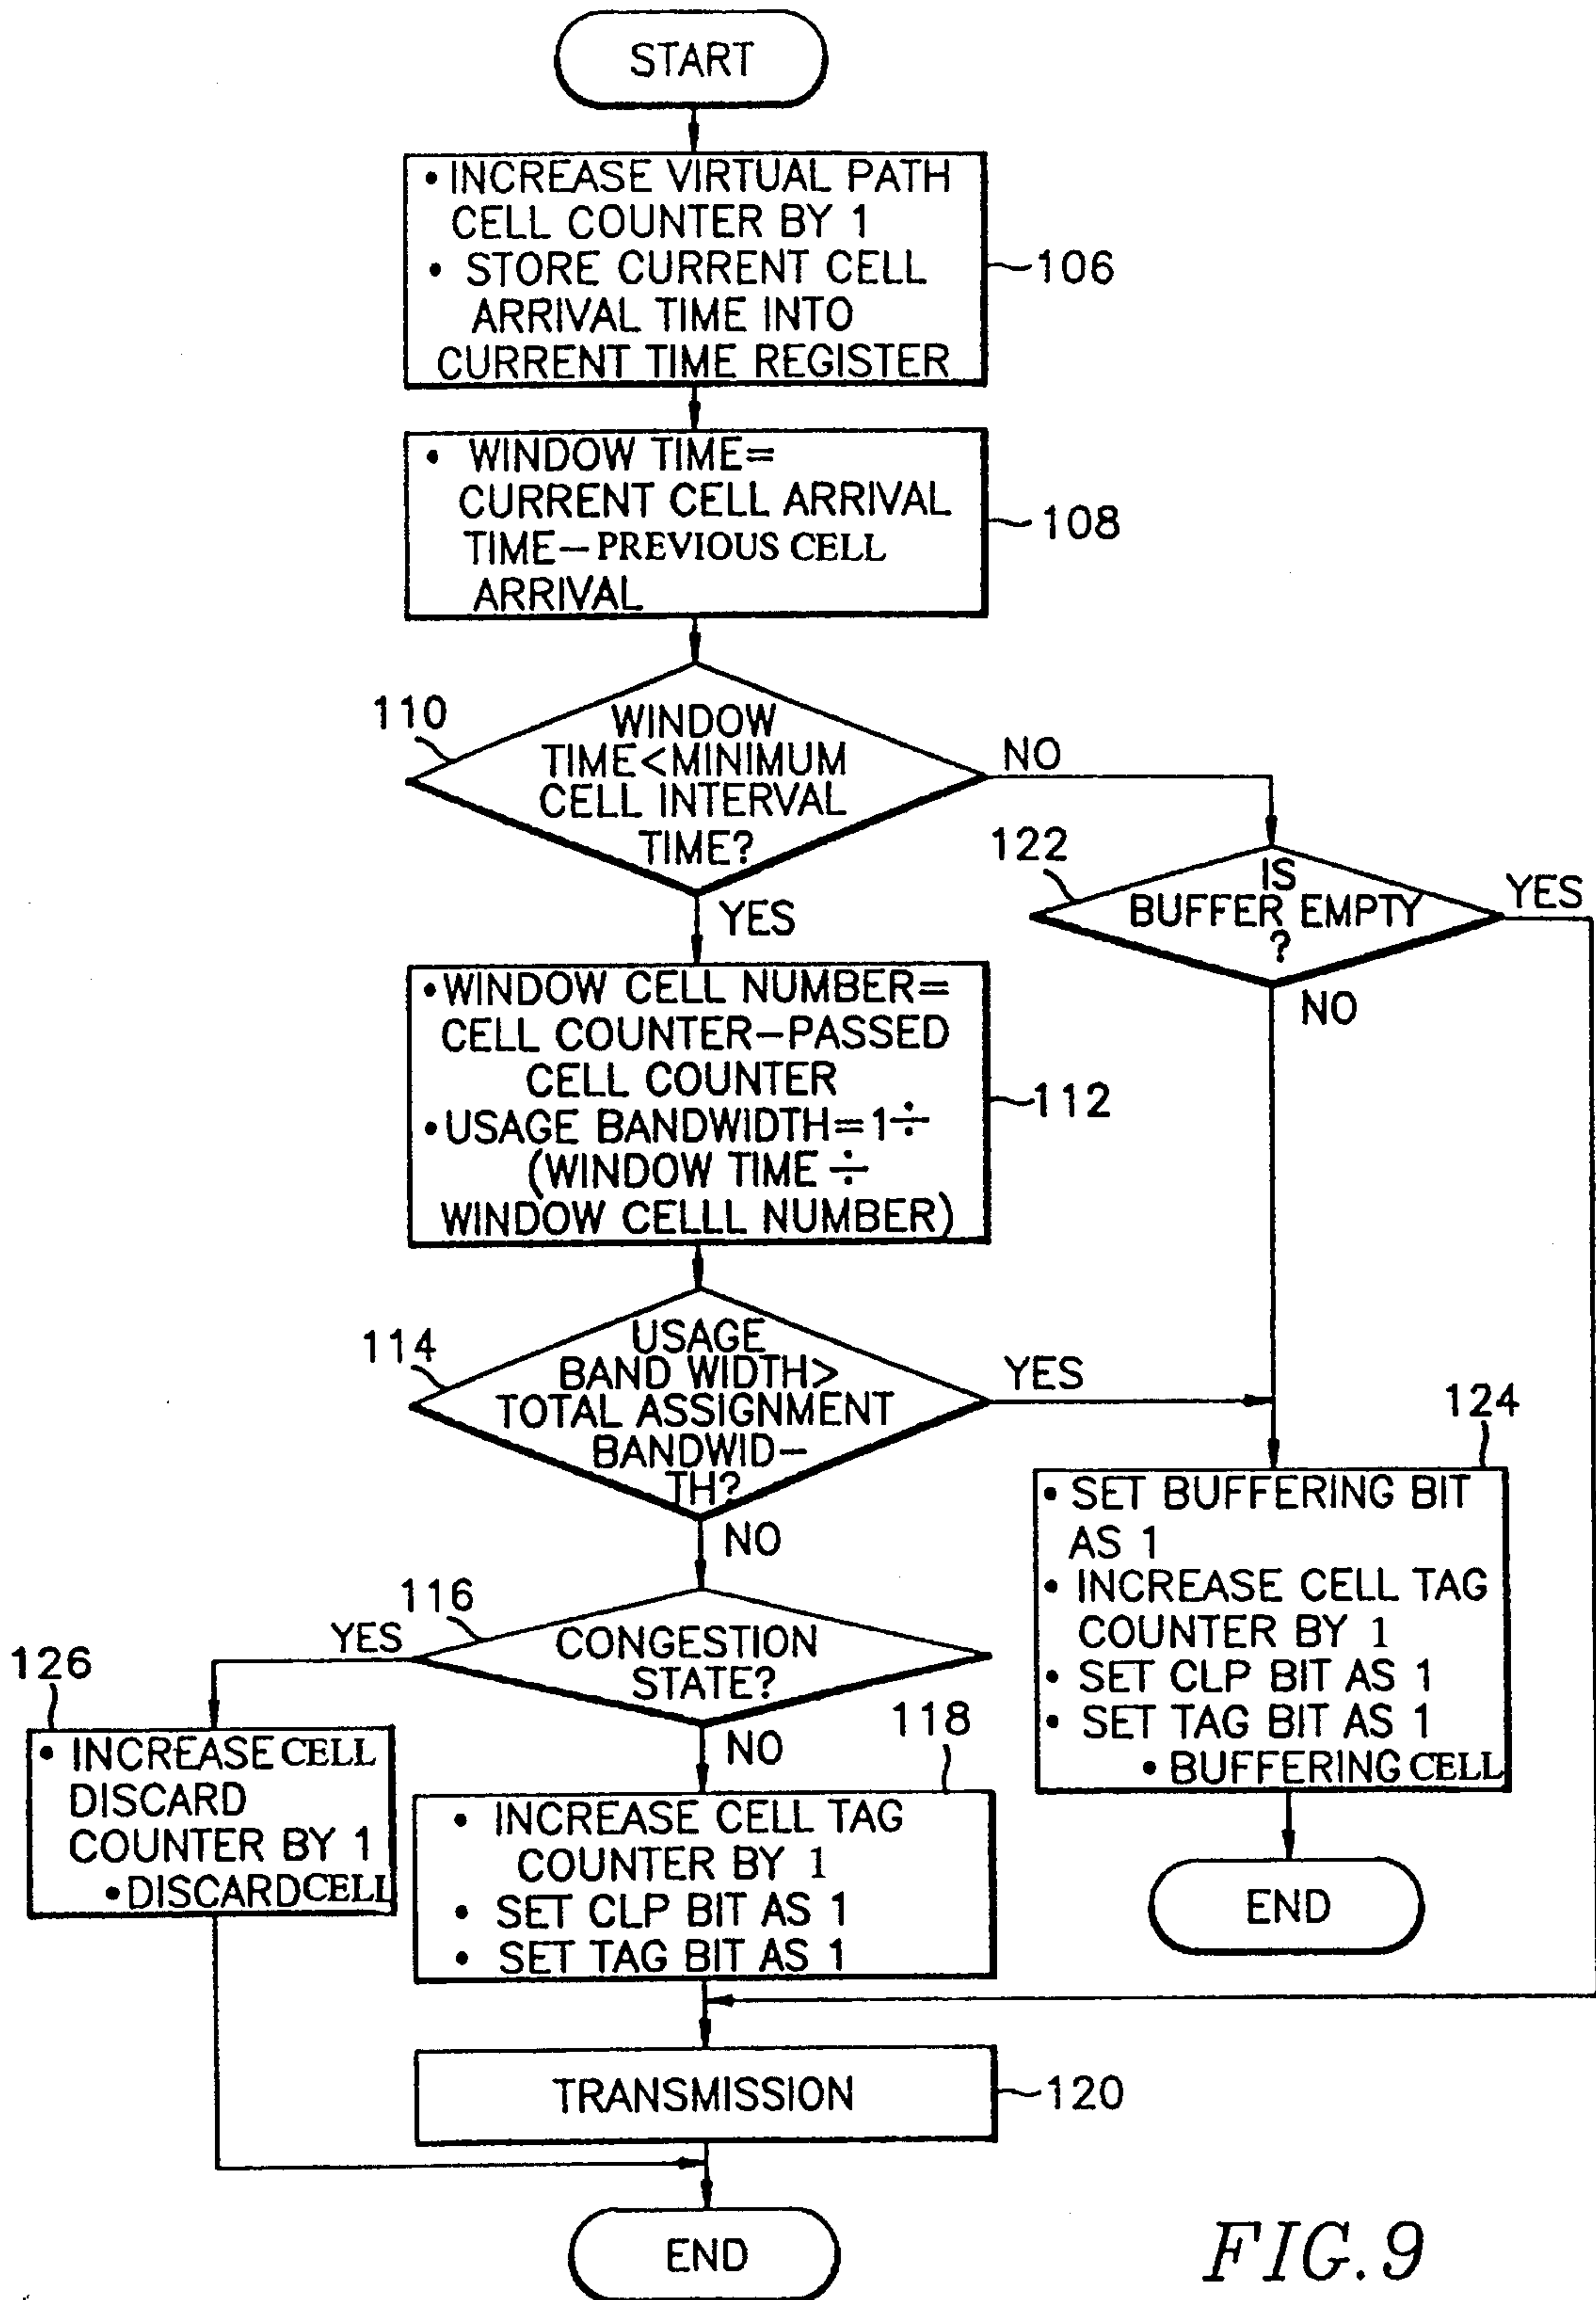 START
• INCREASE VIRTUAL PATH
CELL COUNTER BY 1
• STORE CURRENT CELL
ARRIVAL TIME INTO
CURRENT TIME REGISTER
106
• WINDOW TIME=
CURRENT CELL ARRIVAL
TIME-PREVIOUS CELL
ARRIVAL
108
110
WINDOW
TIME<MINIMUM
CELL INTERVAL
TIME?
NO
YES
122
IS
BUFFER EMPTY
?
YES
NO
• WINDOW CELL NUMBER=
CELL COUNTER-PASSED
CELL COUNTER
• USAGE BANDWIDTH=1÷
(WINDOW TIME ÷
WINDOW CELLL NUMBER)
112
114
USAGE
BAND WIDTH>
TOTAL ASSIGNMENT
BANDWID-
TH?
YES
NO
124
• SET BUFFERING BIT
AS 1
• INCREASE CELL TAG
COUNTER BY 1
• SET CLP BIT AS 1
• SET TAG BIT AS 1
• BUFFERING CELL
END
116
CONGESTION
STATE?
YES
NO
126
• INCREASE CELL
DISCARD
COUNTER BY 1
• DISCARD CELL
118
• INCREASE CELL TAG
COUNTER BY 1
• SET CLP BIT AS 1
• SET TAG BIT AS 1
TRANSMISSION
120
END
FIG. 9